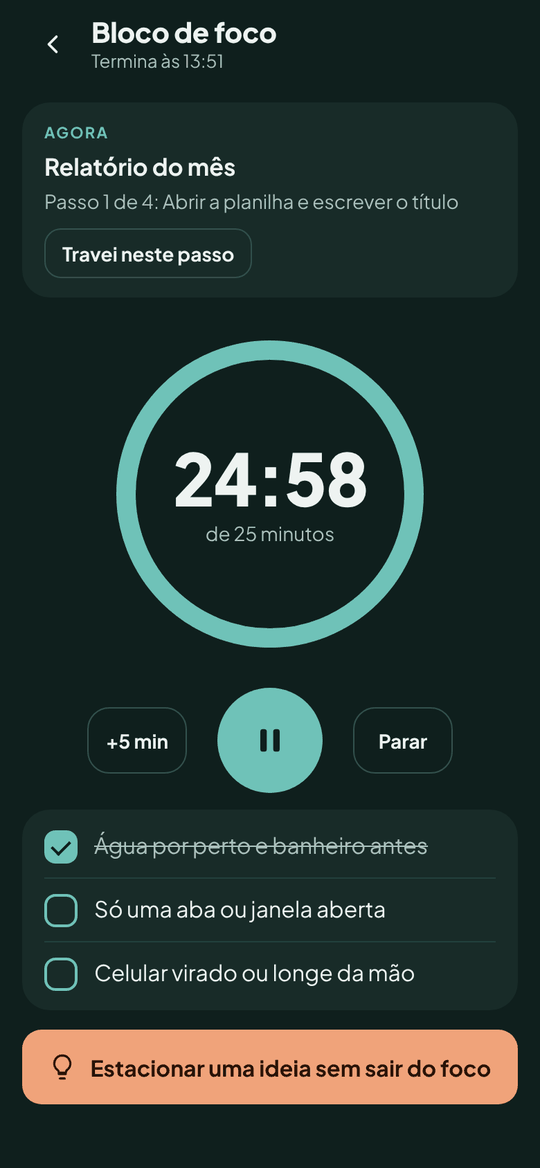 Bloco de foco
Termina às 13:51
AGORA
Relatório do mês
Passo 1 de 4: Abrir a planilha e escrever o título
Travei neste passo
24:58
de 25 minutos
+5 min
Parar
Água por perto e banheiro antes
Só uma aba ou janela aberta
Celular virado ou longe da mão
Estacionar uma ideia sem sair do foco